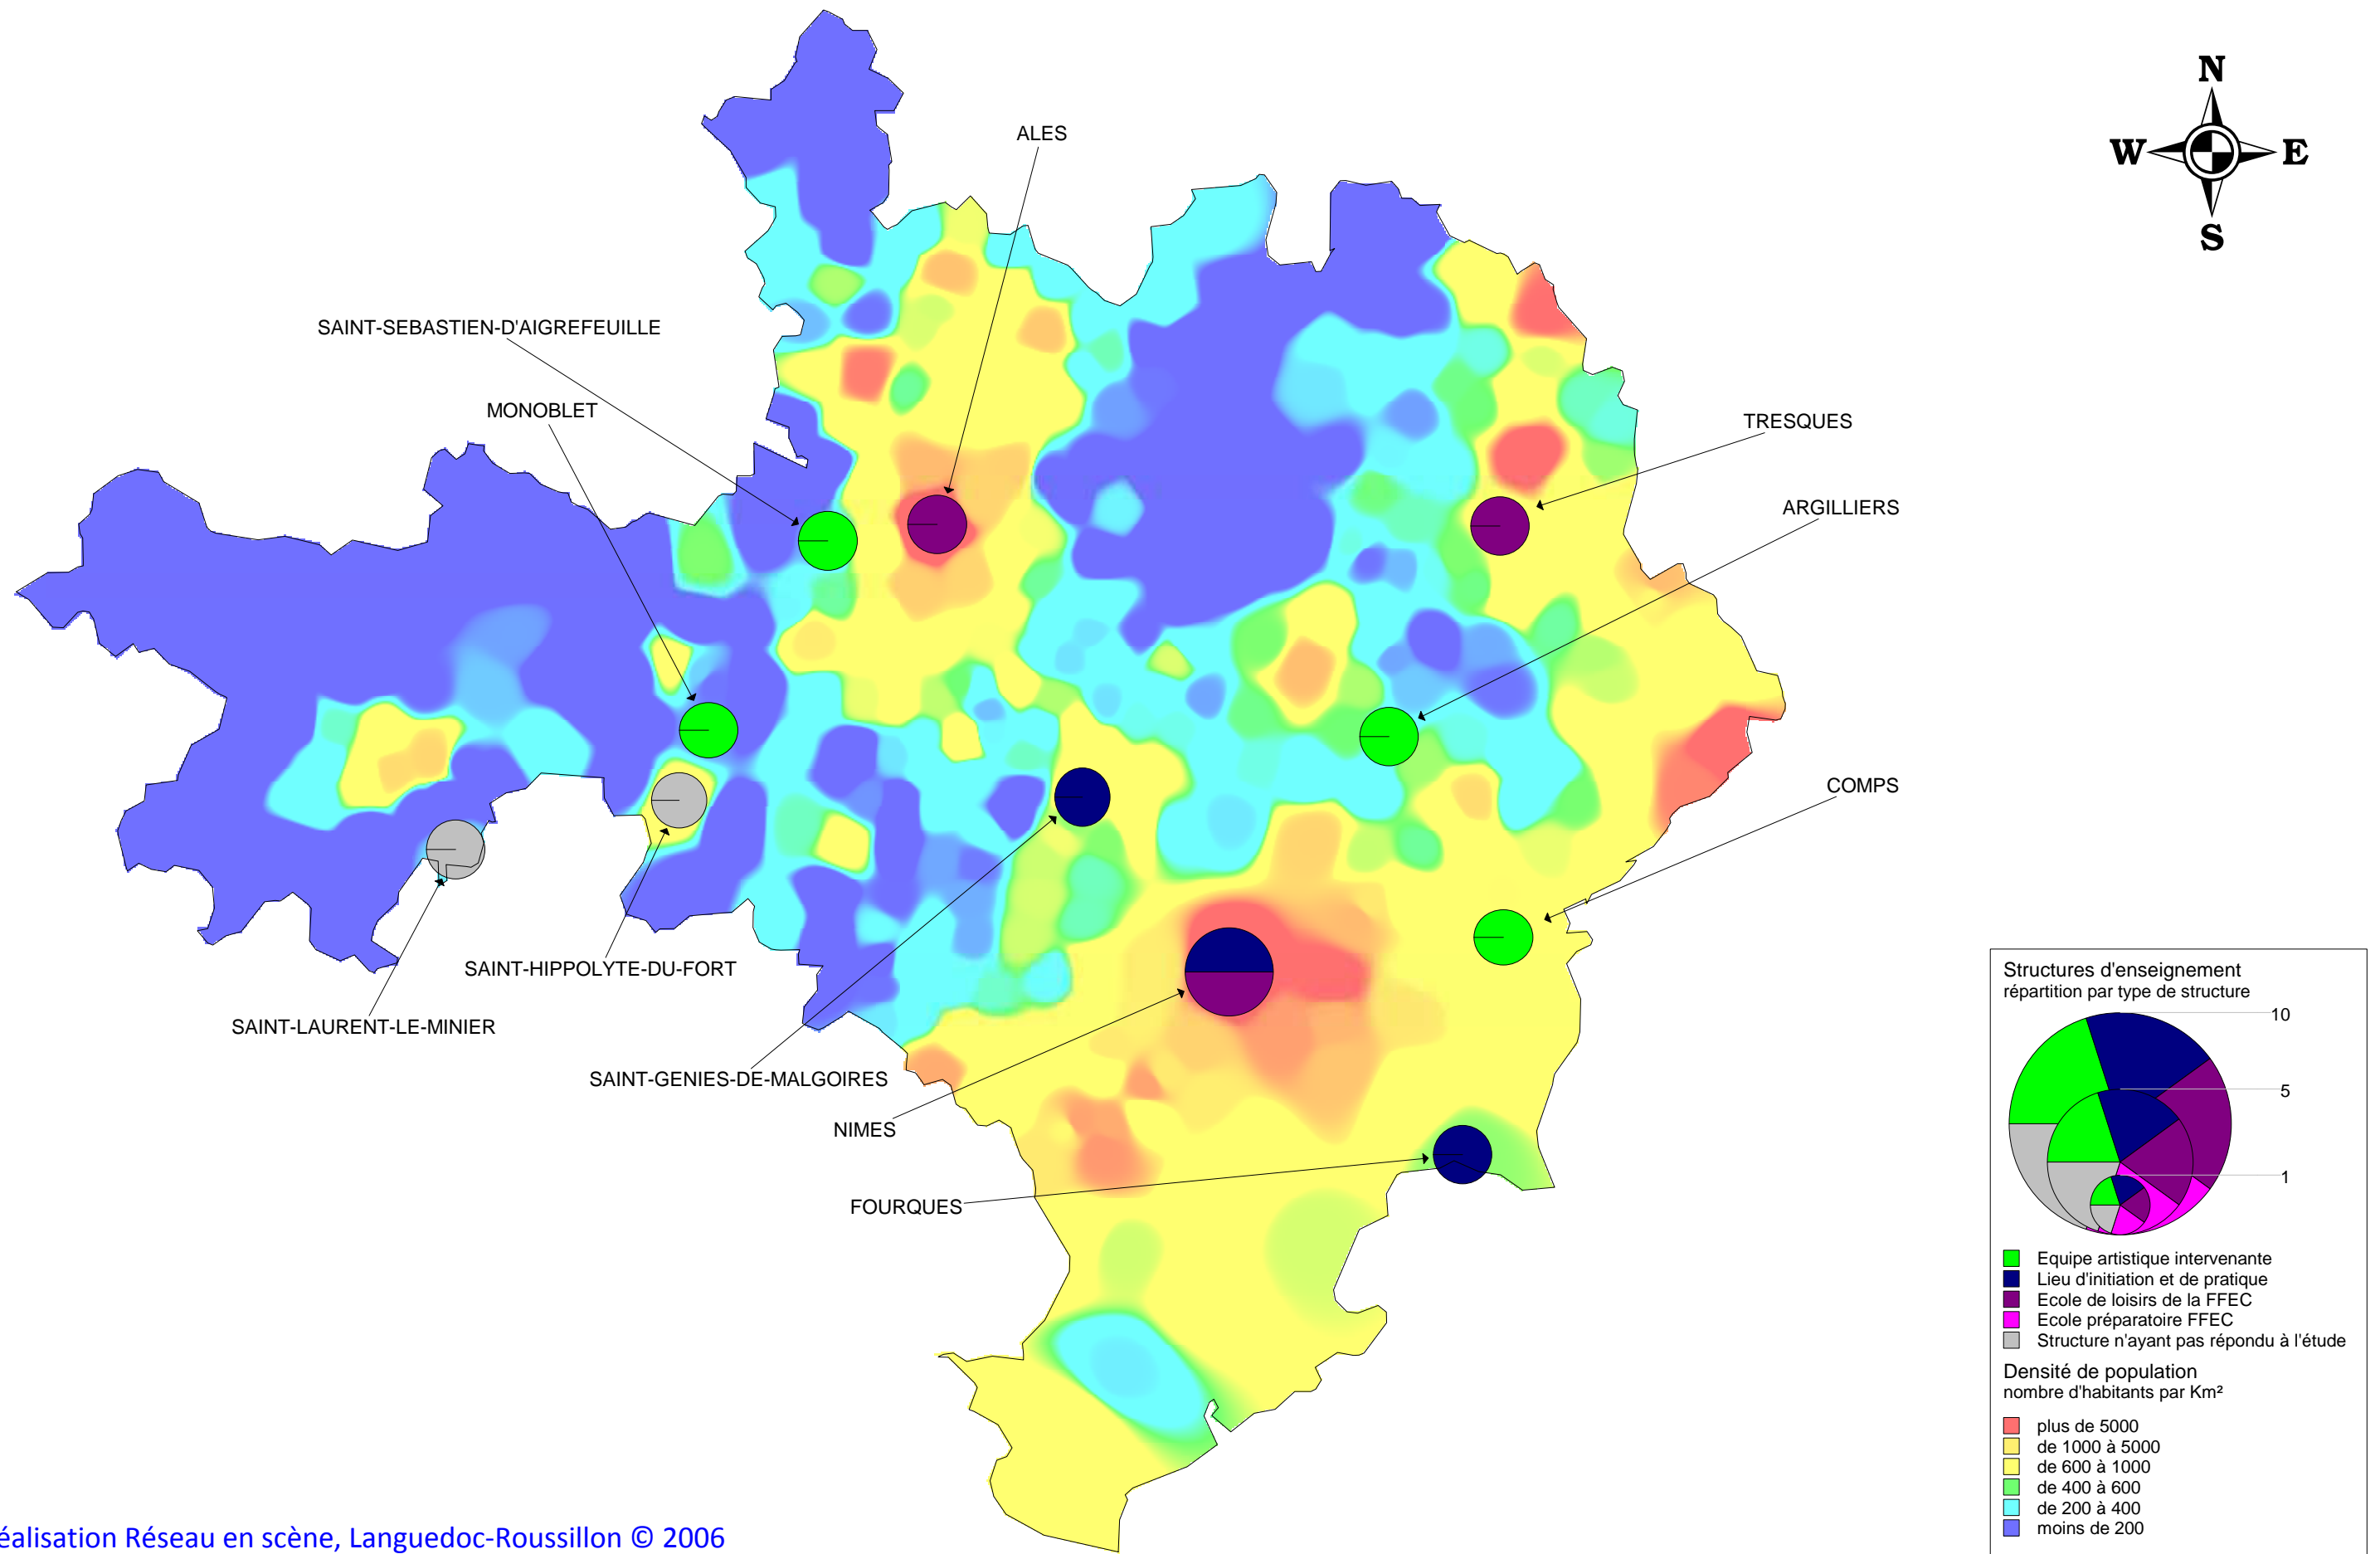 N
W E
S
ALES
SAINT-SEBASTIEN-D'AIGREFEUILLE
MONOBLET
TRESQUES
ARGILLIERS
COMPS
SAINT-HIPPOLYTE-DU-FORT
SAINT-LAURENT-LE-MINIER
SAINT-GENIES-DE-MALGOIRES
NIMES
FOURQUES
Structures d'enseignement
répartition par type de structure
10
5
1
Equipe artistique intervenante
Lieu d'initiation et de pratique
Ecole de loisirs de la FFEC
Ecole préparatoire FFEC
Structure n'ayant pas répondu à l'étude
Densité de population
nombre d'habitants par Km²
plus de 5000
de 1000 à 5000
de 600 à 1000
de 400 à 600
de 200 à 400
moins de 200
éalisation Réseau en scène, Languedoc-Roussillon © 2006